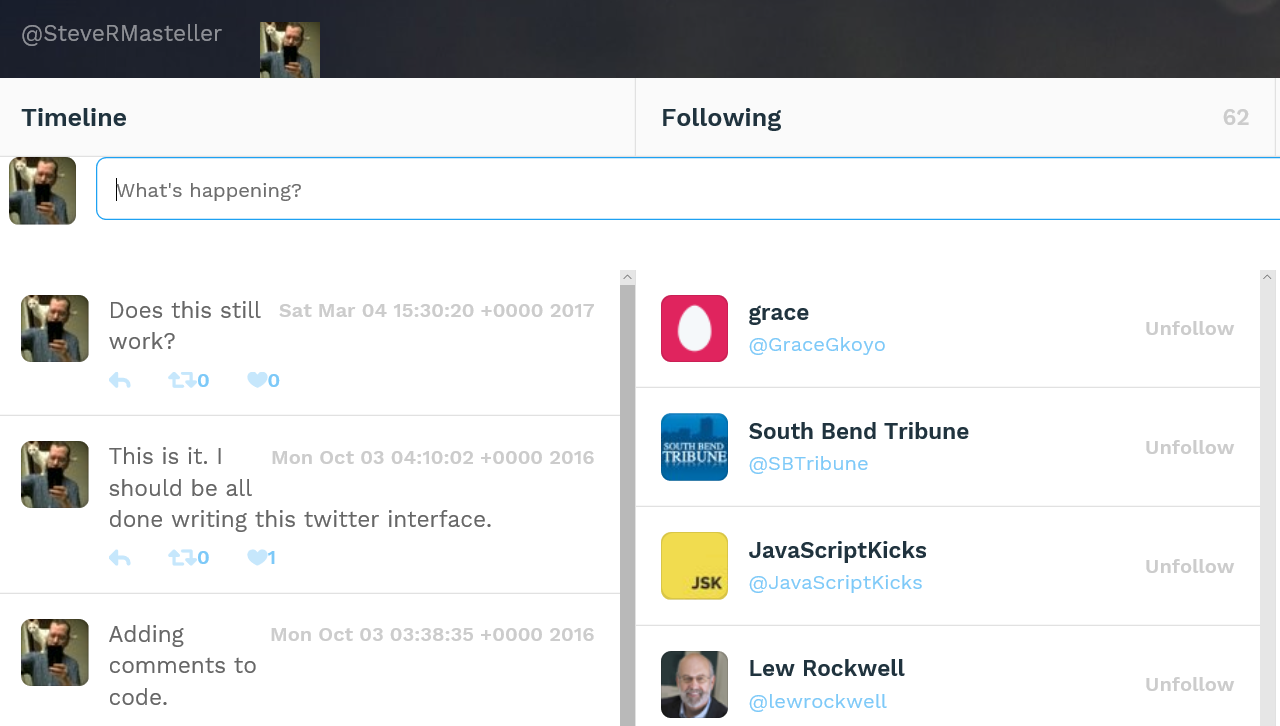 @SteveRMasteller
Timeline
Following
62
What's happening?
Does this still
work?
Sat Mar 04 15:30:20 +0000 2017
0
0
This is it. I
should be all
done writing this twitter interface.
Mon Oct 03 04:10:02 +0000 2016
0
1
Adding
comments to
code.
Mon Oct 03 03:38:35 +0000 2016
grace
@GraceGkoyo
Unfollow
SOUTH BEND
TRIBUNE
South Bend Tribune
@SBTribune
Unfollow
JSK
JavaScriptKicks
@JavaScriptKicks
Unfollow
Lew Rockwell
@lewrockwell
Unfollow